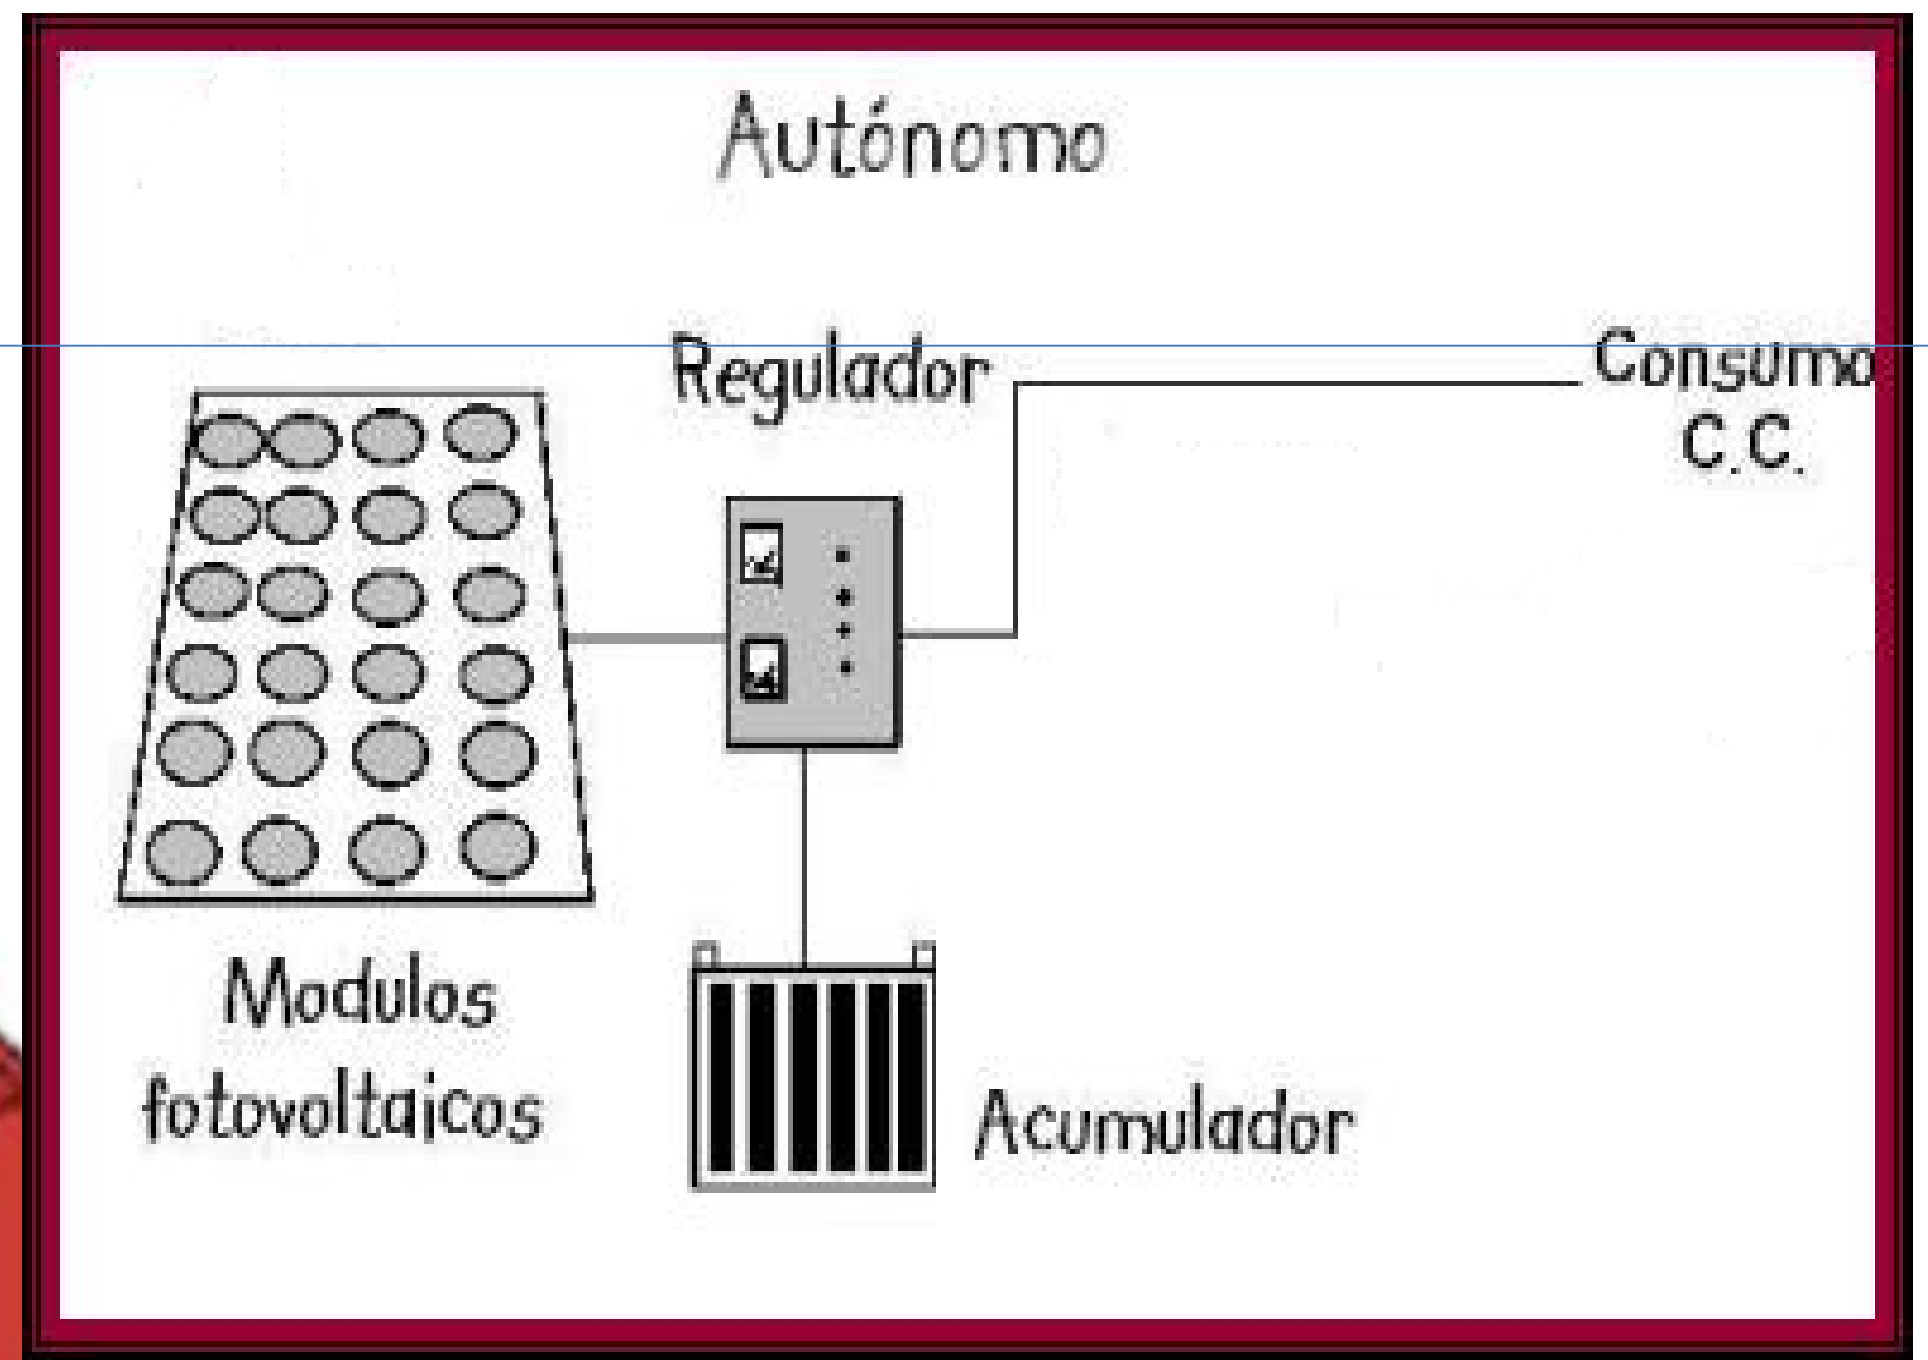 Autónomo
Regulador
Consumo
C.C.
Modulos
fotovoltaicos
Acumulador